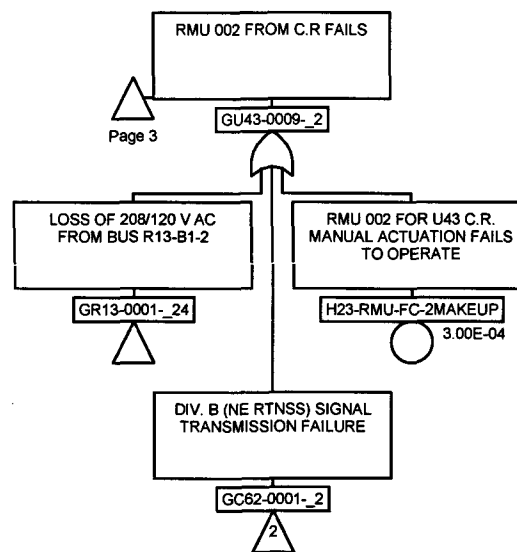 RMU 002 FROM C.R FAILS
Page 3
GU43-0009-_2
LOSS OF 208/120 V AC
FROM BUS R13-B1-2
GR13-0001-_24
RMU 002 FOR U43 C.R.
MANUAL ACTUATION FAILS
TO OPERATE
H23-RMU-FC-2MAKEUP
3.00E-04
DIV. B (NE RTNSS) SIGNAL
TRANSMISSION FAILURE
GC62-0001-_2
2